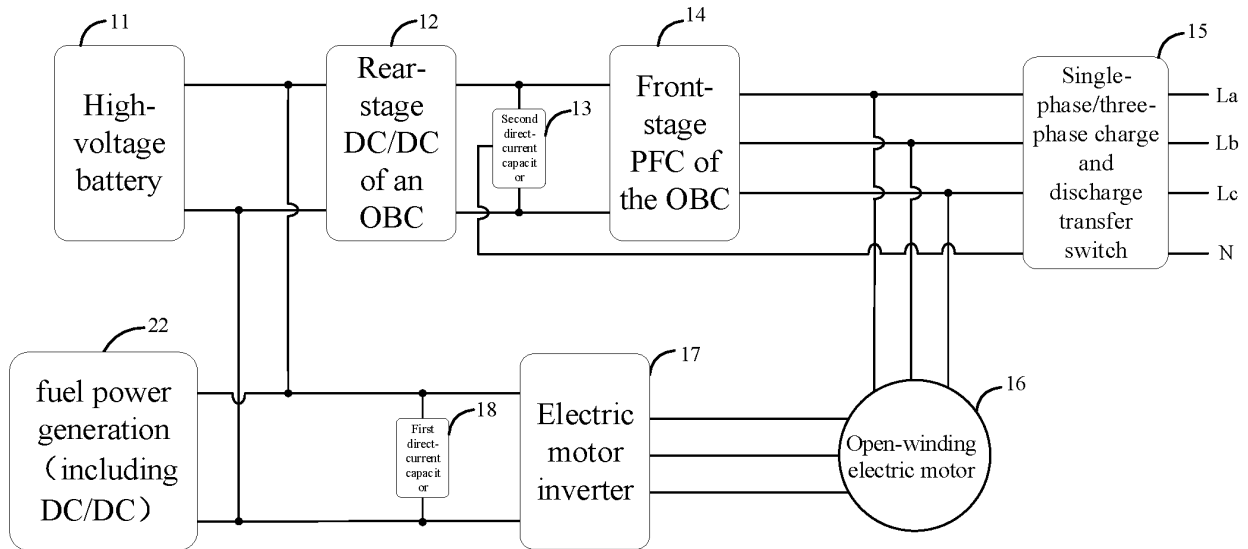 11
High-
voltage
battery
12
Rear-
stage
DC/DC
of an
OBC
13
Second
direct-
current
capacit
or
14
Front-
stage
PFC of
the OBC
15
Single-
phase/three-
phase charge
and
discharge
transfer
switch
La
Lb
Lc
N
22
fuel power
generation
（including
DC/DC）
18
First
direct-
current
capacit
or
17
Electric
motor
inverter
16
Open-winding
electric motor